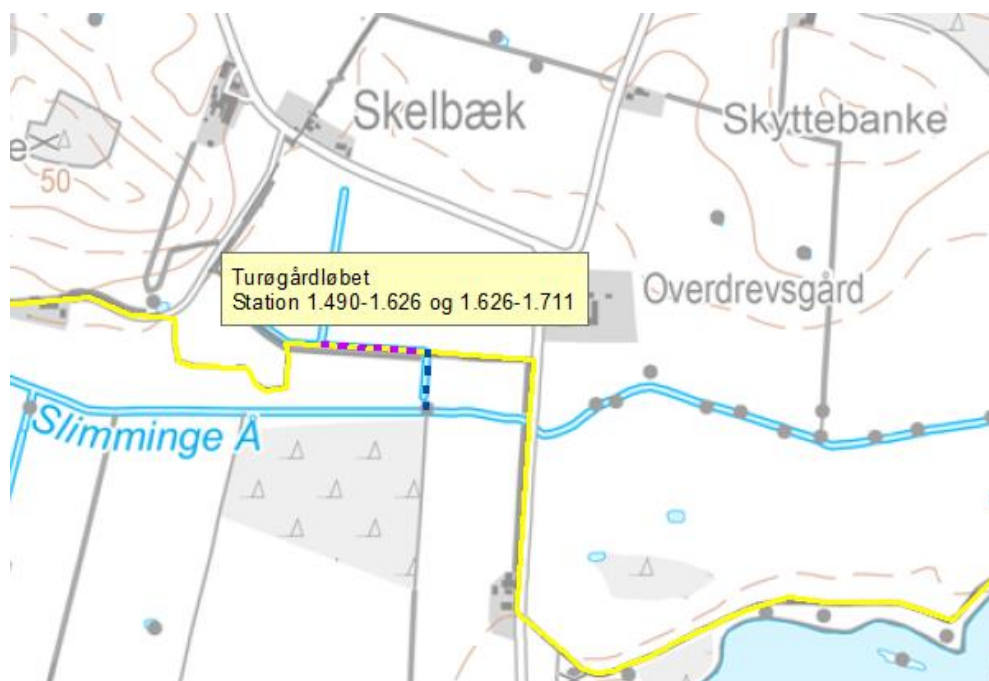 Skelbæk
Skyttebanke
e
50
Turøgårdløbet
Station 1.490-1.626 og 1.626-1.711
Overdrevsgård
Slimminge Å